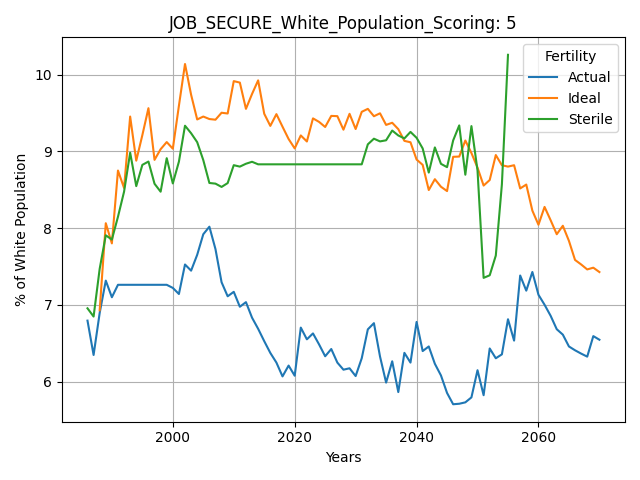 JOB_SECURE_White_Population_Scoring: 5
Fertility
Actual
Ideal
Sterile
% of White Population
10
9
8
7
6
2000 2020 2040 2060
Years